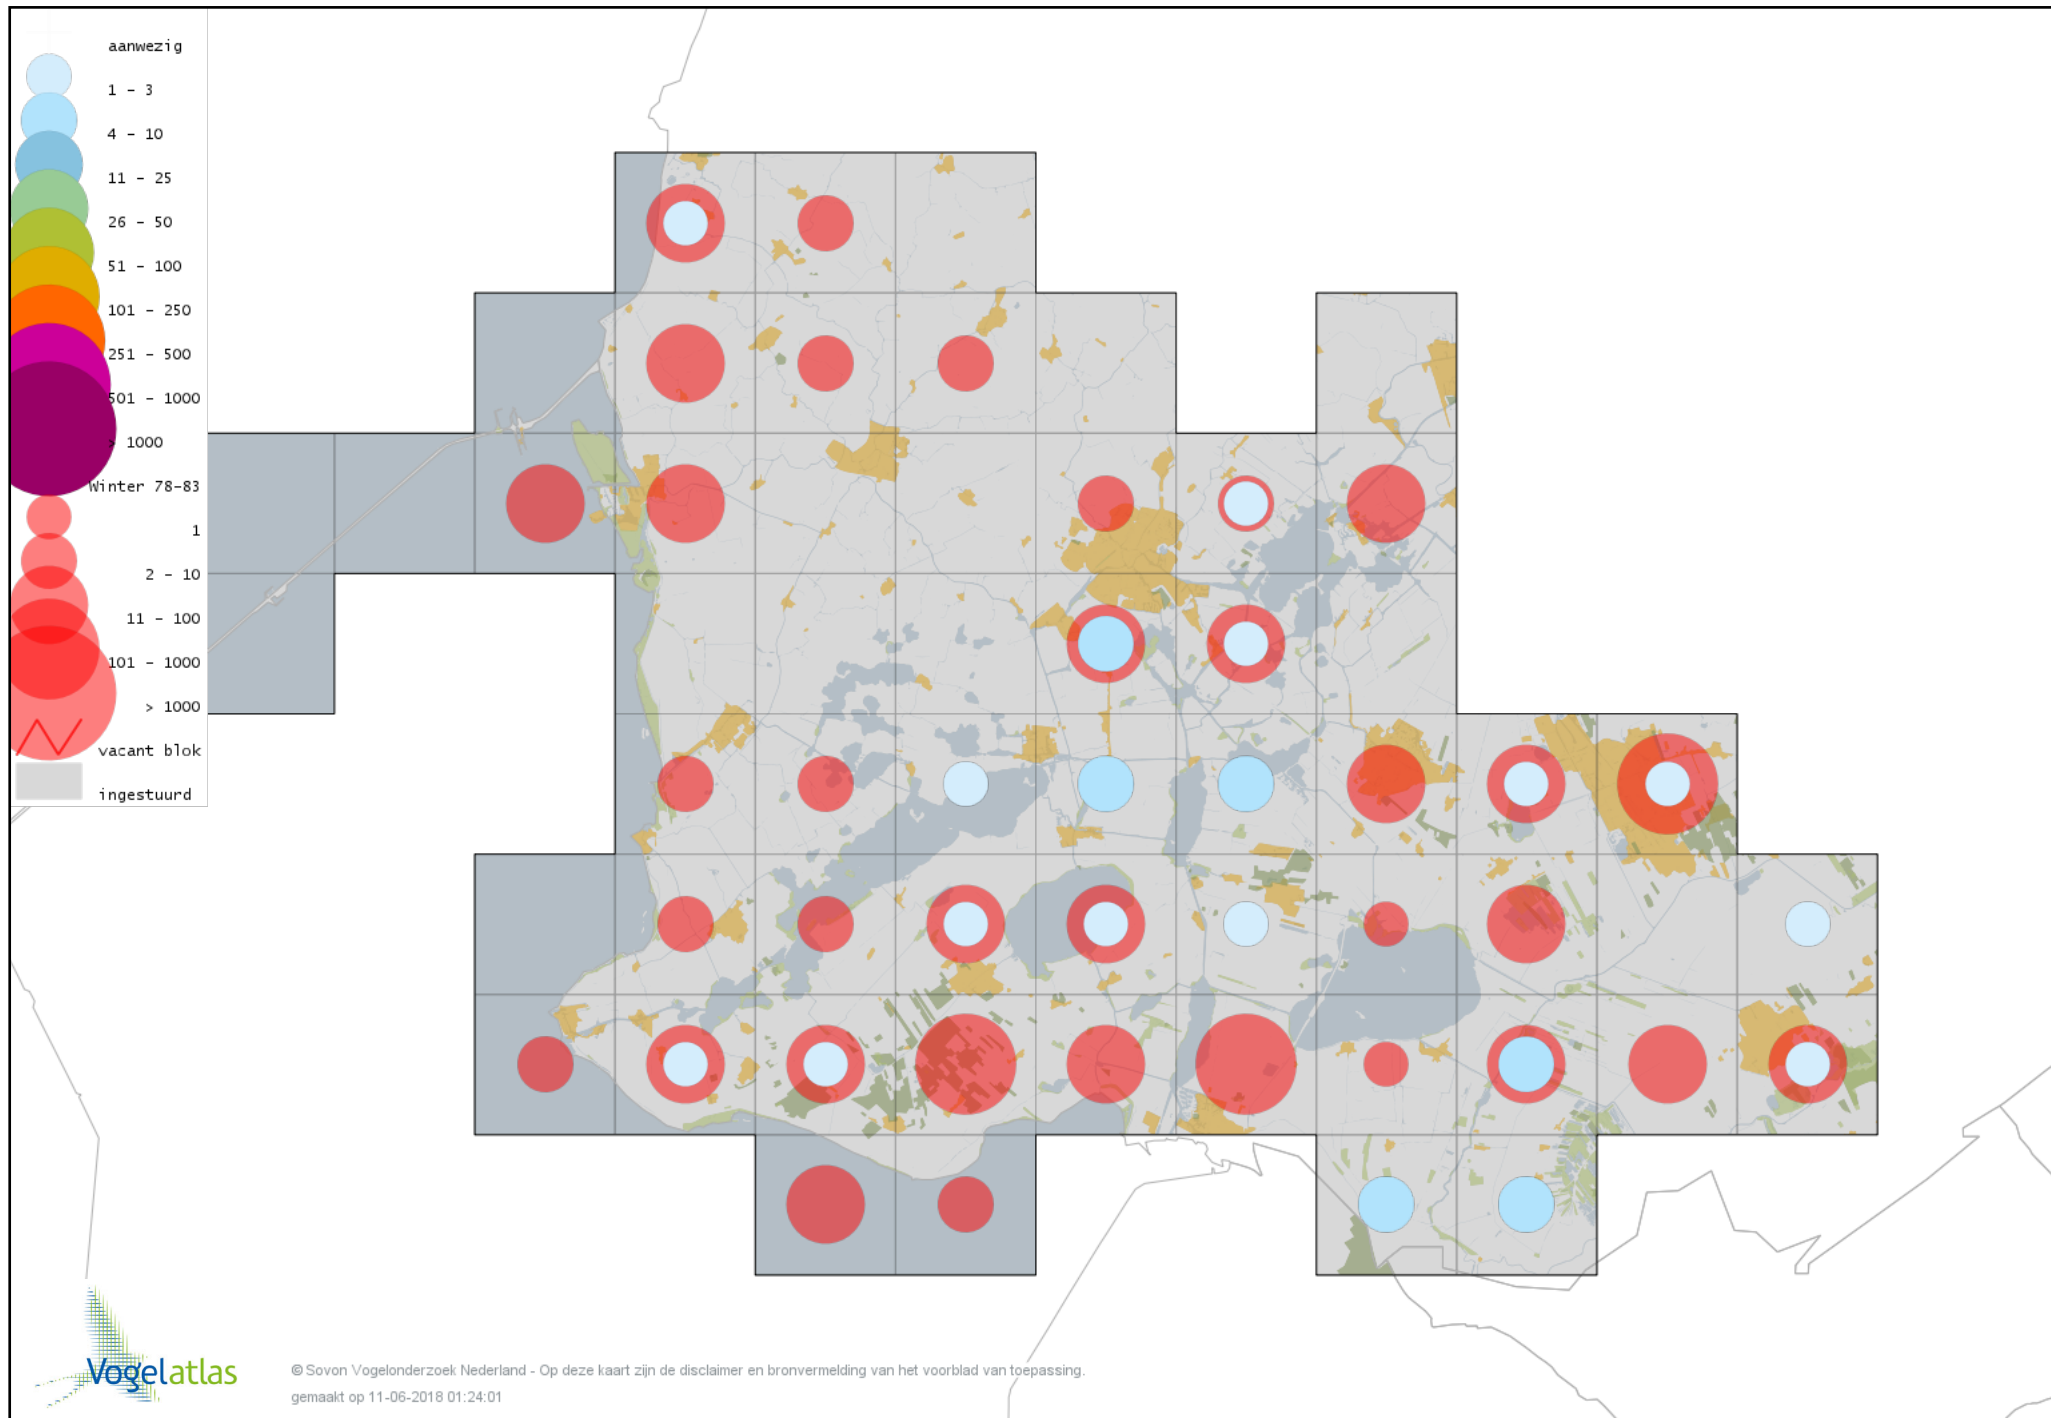 aanwezig
1 - 3
4 - 10
11 - 25
26 - 50
51 - 100
101 - 250
251 - 500
501 - 1000
> 1000
Winter 78-83
1
2 - 10
11 - 100
101 - 1000
> 1000
vacant blok
ingestuurd
Vogelatlas
© Sovon Vogelonderzoek Nederland - Op deze kaart zijn de disclaimer en bronvermelding van het voorblad van toepassing.
gemaakt op 11-06-2018 01:24:01